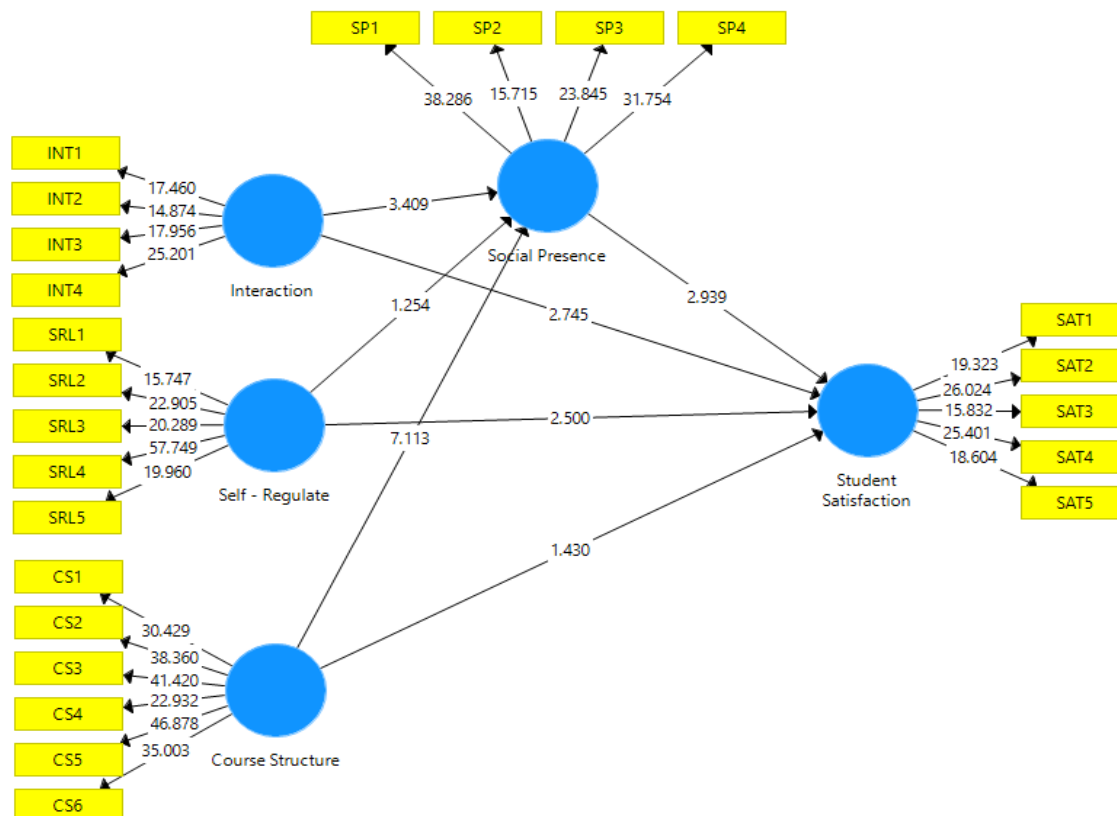 SP1
SP2
SP3
SP4
38.286
15.715
23.845
31.754
Social Presence
INT1
INT2
INT3
INT4
17.460
14.874
17.956
25.201
Interaction
3.409
1.254
7.113
2.745
2.939
2.500
1.430
SRL1
SRL2
SRL3
SRL4
SRL5
15.747
22.905
20.289
57.749
19.960
Self - Regulate
SAT1
SAT2
SAT3
SAT4
SAT5
19.323
26.024
15.832
25.401
18.604
Student
Satisfaction
CS1
CS2
CS3
CS4
CS5
CS6
30.429
38.360
41.420
22.932
46.878
35.003
Course Structure